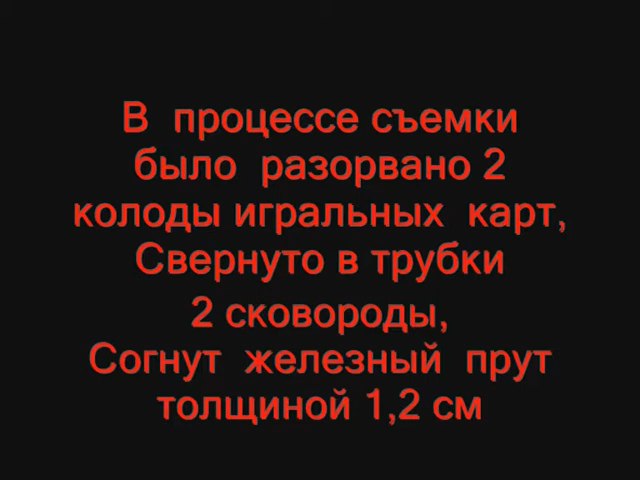 В процессе съемки
было разорвано 2
колоды игральных карт,
Свернуто в трубки
2 сковороды,
Согнут железный прут
толщиной 1,2 см